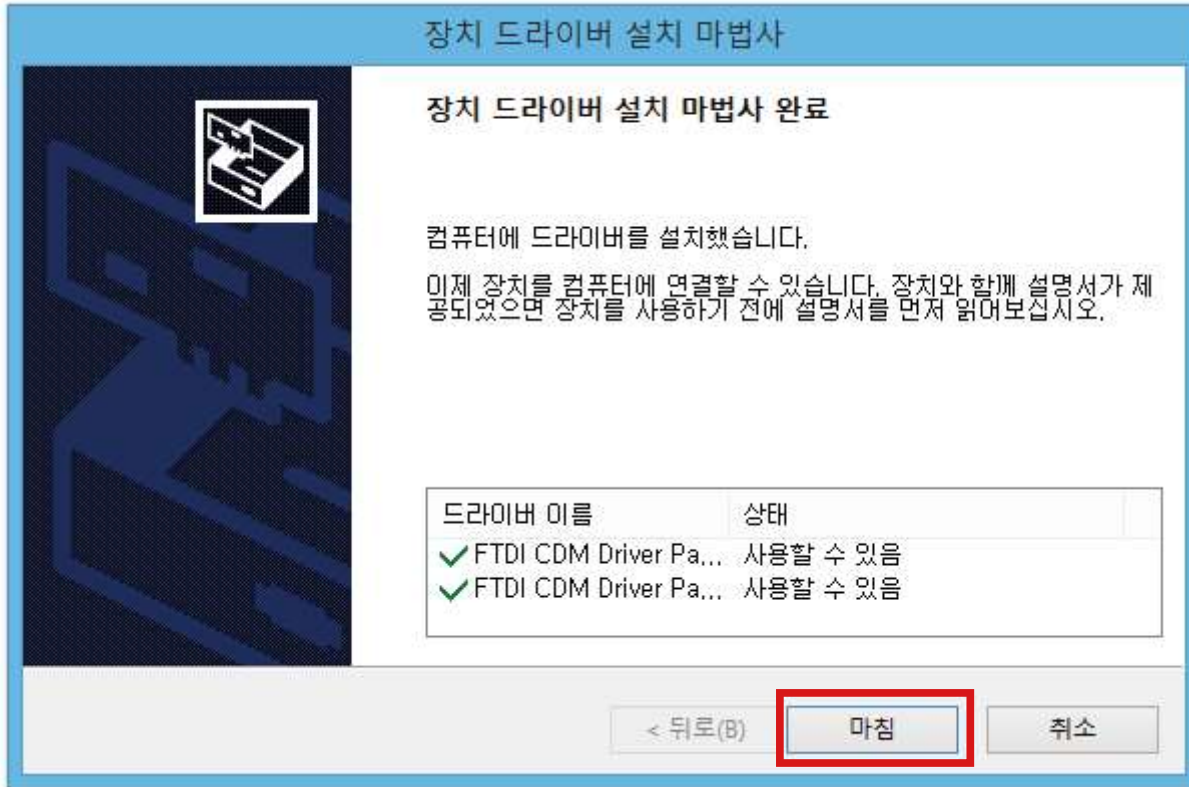 장치 드라이버 설치 마법사
장치 드라이버 설치 마법사 완료
컴퓨터에 드라이버를 설치했습니다.
이제 장치를 컴퓨터에 연결할 수 있습니다. 장치와 함께 설명서가 제
공되었으면 장치를 사용하기 전에 설명서를 먼저 읽어보십시오.
드라이버 이름 상태
FTDI CDM Driver Pa... 사용할 수 있음
FTDI CDM Driver Pa... 사용할 수 있음
< 뒤로(B) 마침 취소